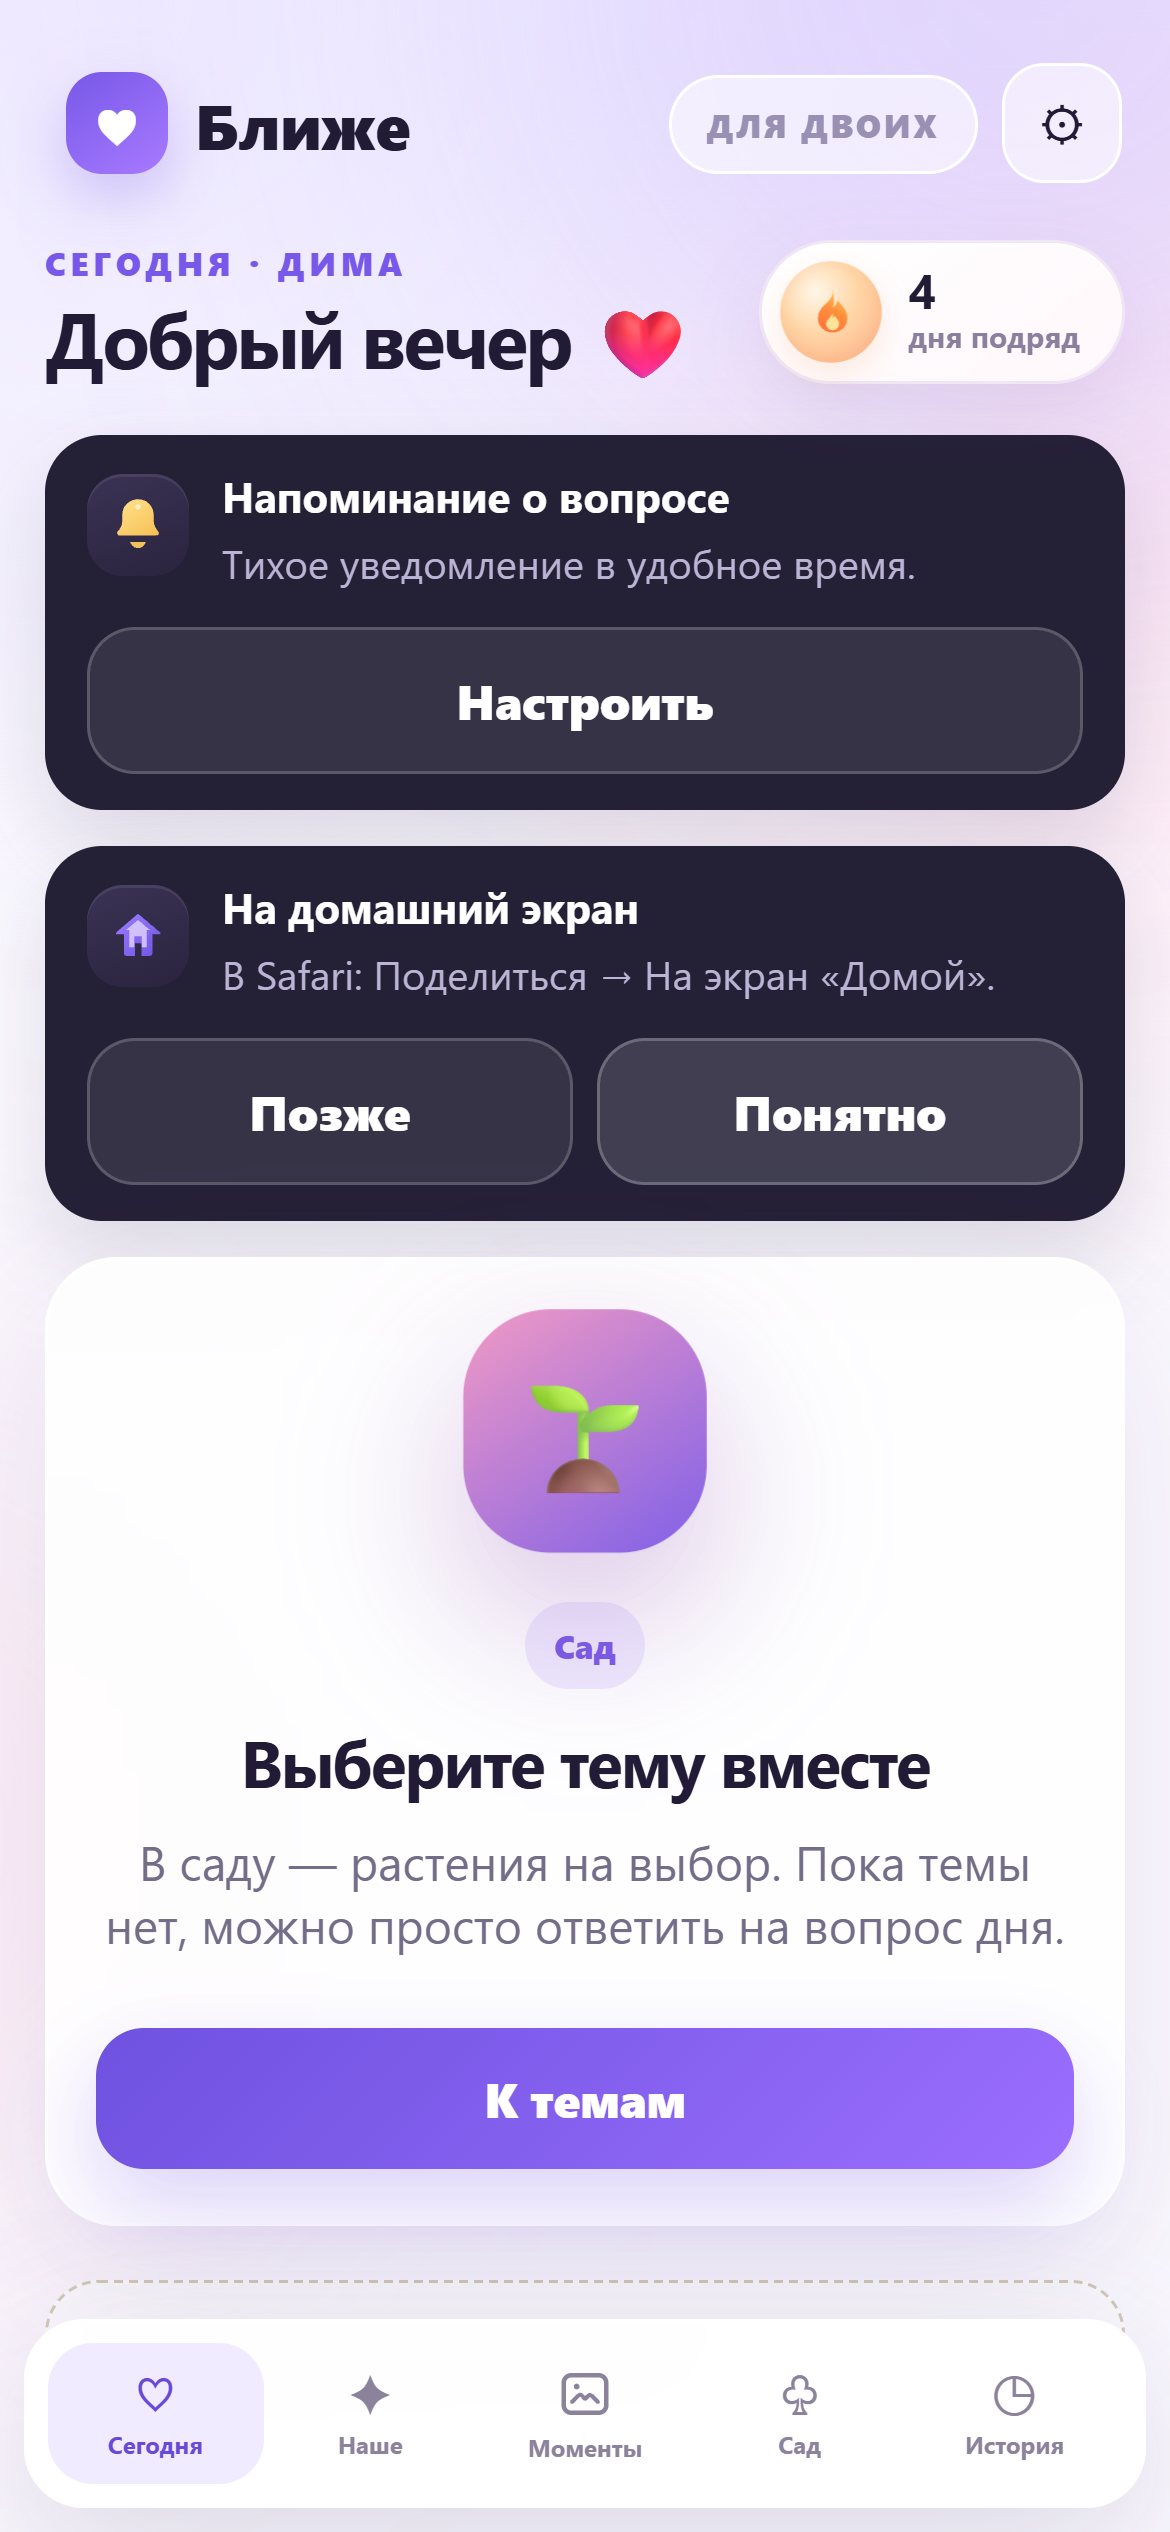 Ближе
ДЛЯ ДВОИХ
СЕГОДНЯ · ДИМА
Добрый вечер
4
дня подряд
Напоминание о вопросе
Тихое уведомление в удобное время.
Настроить
На домашний экран
В Safari: Поделиться → На экран «Домой».
Позже
Понятно
Сад
Выберите тему вместе
В саду — растения на выбор. Пока темы
нет, можно просто ответить на вопрос дня.
К темам
Сегодня
Наше
Моменты
Сад
История